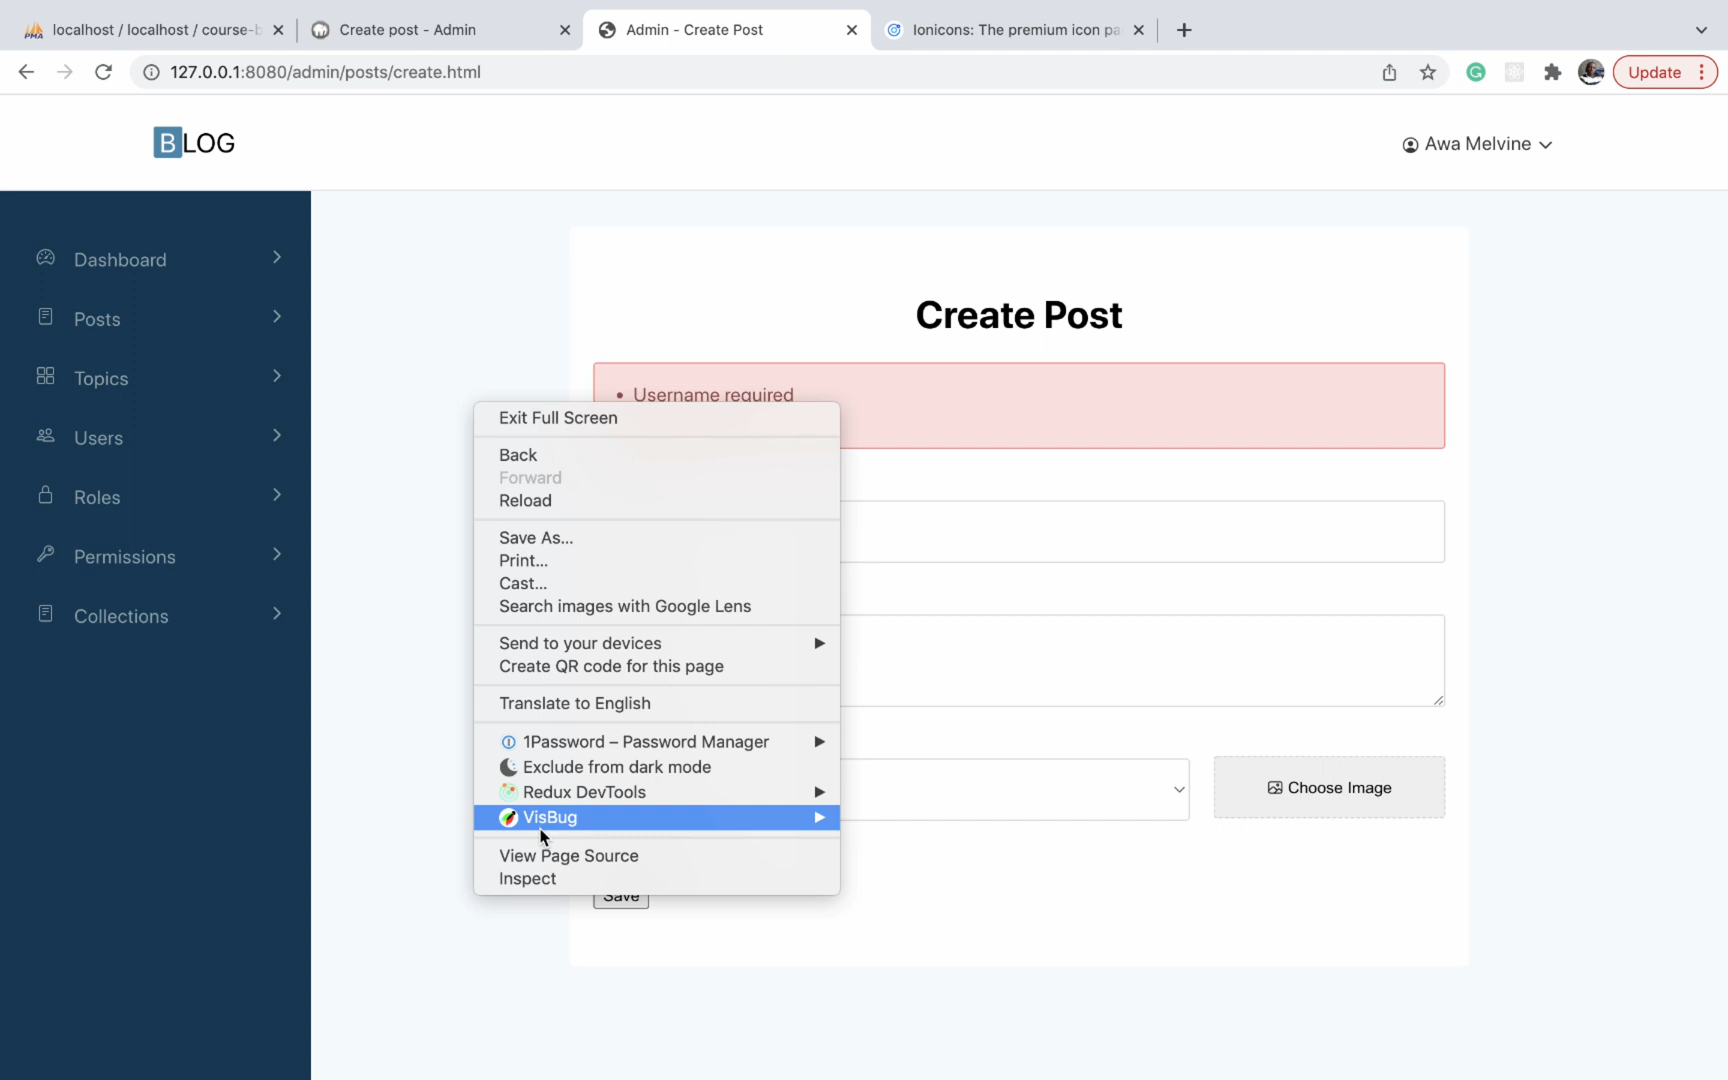 localhost / localhost / course-b
Create post - Admin
Admin - Create Post
Ionicons: The premium icon pa
127.0.0.1:8080/admin/posts/create.html
Update
BLOG
Awa Melvine
Dashboard
Posts
Topics
Users
Roles
Permissions
Collections
Create Post
• Username required
Exit Full Screen
Back
Forward
Reload
Save As...
Print...
Cast...
Search images with Google Lens
Send to your devices
Create QR code for this page
Translate to English
1Password – Password Manager
Exclude from dark mode
Redux DevTools
VisBug
View Page Source
Inspect
Choose Image
Save